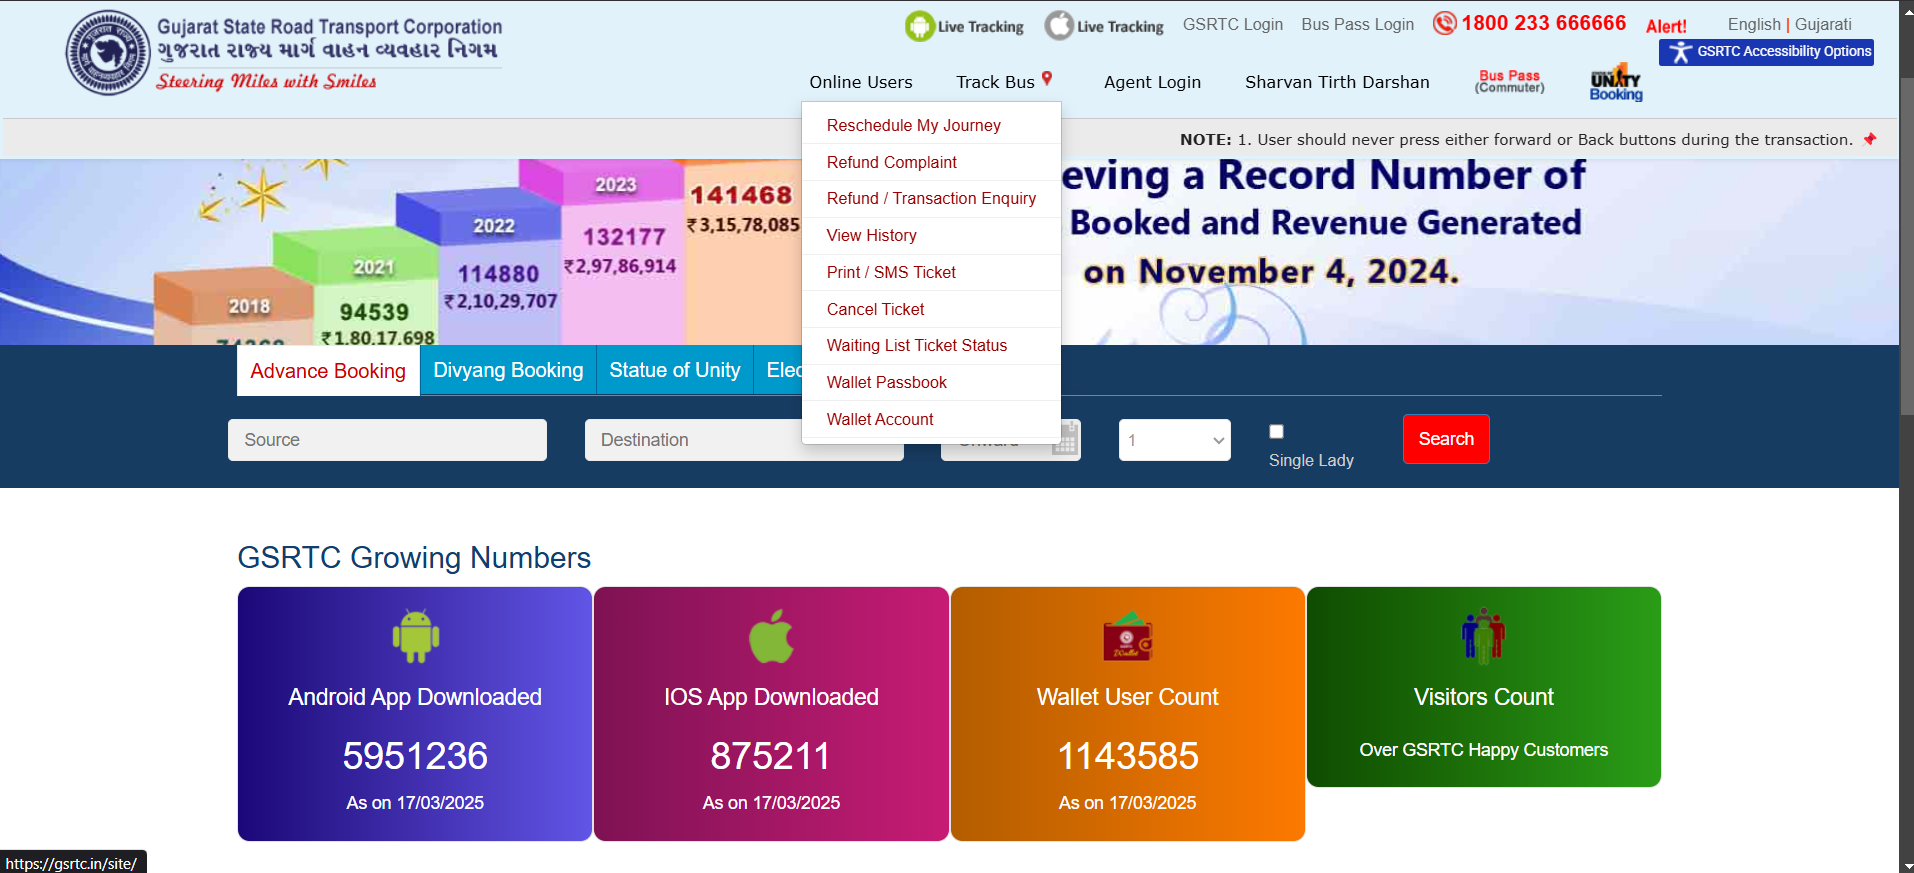 Gujarat State Road Transport Corporation
ગુજરાત રાજ્ય માર્ગ વાહન વ્યવહાર નિગમ
Steering Miles with Smiles
Live Tracking
Live Tracking
GSRTC Login
Bus Pass Login
1800 233 666666
Alert!
English | Gujarati
GSRTC Accessibility Options
Online Users
Track Bus
Agent Login
Sharvan Tirth Darshan
Bus Pass
(Commuter)
UNITY
Booking
Reschedule My Journey
Refund Complaint
Refund / Transaction Enquiry
View History
Print / SMS Ticket
Cancel Ticket
Waiting List Ticket Status
Wallet Passbook
Wallet Account
NOTE: 1. User should never press either forward or Back buttons during the transaction.
2018
2021
94539
₹1,80,17,698
2022
114880
₹2,10,29,707
2023
132177
₹2,97,86,914
141468
₹3,15,78,085
eving a Record Number of
Booked and Revenue Generated
on November 4, 2024.
Advance Booking
Divyang Booking
Statue of Unity
Elec
Source
Destination
1
Single Lady
Search
GSRTC Growing Numbers
Android App Downloaded
5951236
As on 17/03/2025
IOS App Downloaded
875211
As on 17/03/2025
Wallet User Count
1143585
As on 17/03/2025
Visitors Count
Over GSRTC Happy Customers
https://gsrtc.in/site/